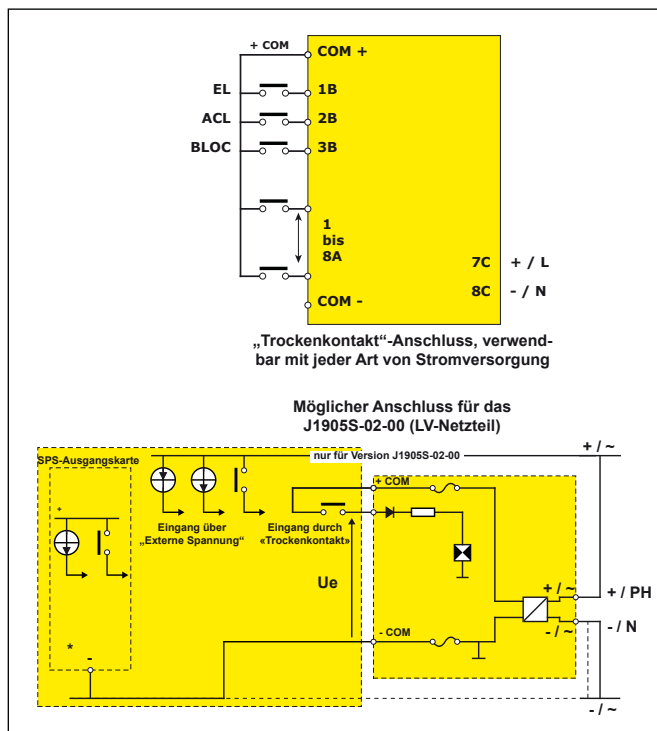 + COM
COM +
EL
1B
ACL
2B
BLOC
3B
1
bis
8A
7C
+ / L
8C
- / N
COM -
„Trockenkontakt“-Anschluss, verwend-
bar mit jeder Art von Stromversorgung
Möglicher Anschluss für das
J1905S-02-00 (LV-Netzteil)
+ / ~
nur für Version J1905S-02-00
SPS-Ausgangskarte
+ COM
+
Eingang über
„Externe Spannung“
Eingang durch
«Trockenkontakt»
Ue
+ / ~
+ / PH
- / ~
- / N
- COM
*
-
- / ~